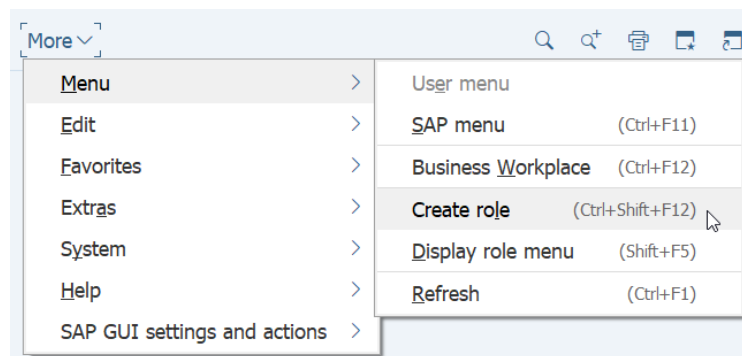 More
Menu
Edit
Favorites
Extras
System
Help
SAP GUI settings and actions
User menu
SAP menu (Ctrl+F11)
Business Workplace (Ctrl+F12)
Create role (Ctrl+Shift+F12)
Display role menu (Shift+F5)
Refresh (Ctrl+F1)